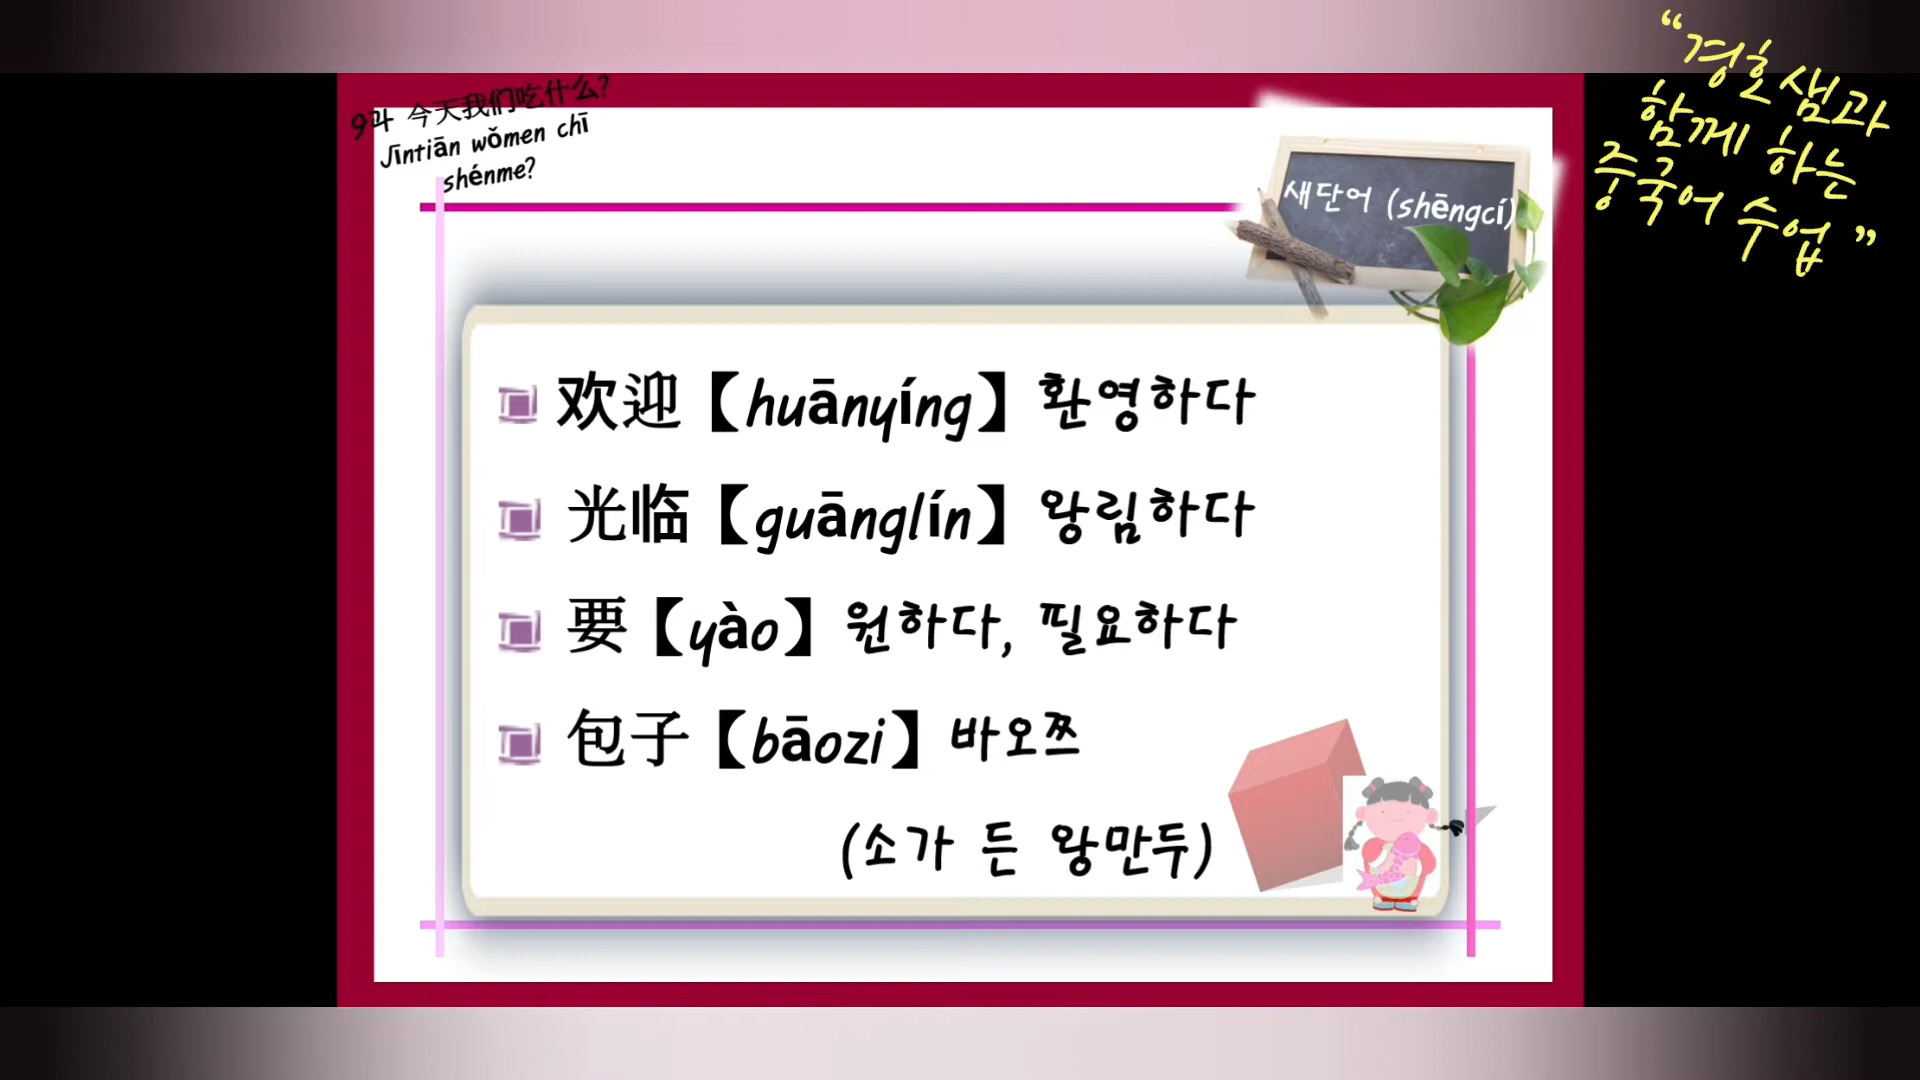 9과 今天我们吃什么?
Jīntiān wǒmen chī
shénme?
새단어 (shēngcí)
"경호샘과
함께 하는
중국어 수업"
欢迎【huānyíng】환영하다
光临【guānglín】왕림하다
要【yào】원하다, 필요하다
包子【bāozi】바오쯔
(소가 든 왕만두)